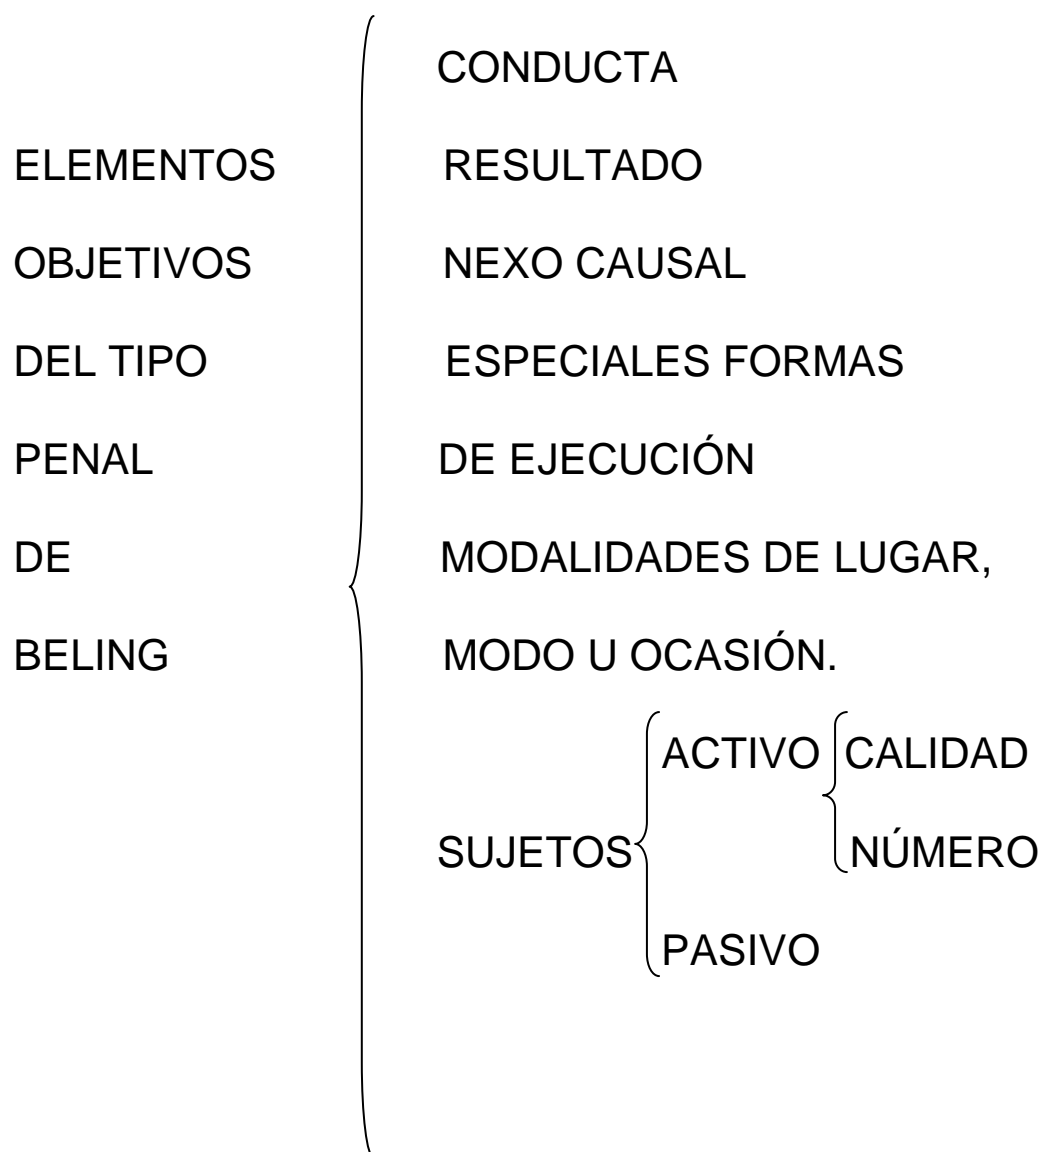 CONDUCTA
ELEMENTOS RESULTADO
OBJETIVOS NEXO CAUSAL
DEL TIPO ESPECIALES FORMAS
PENAL DE EJECUCIÓN
DE MODALIDADES DE LUGAR,
BELING MODO U OCASIÓN.
ACTIVO CALIDAD
SUJETOS NÚMERO
PASIVO